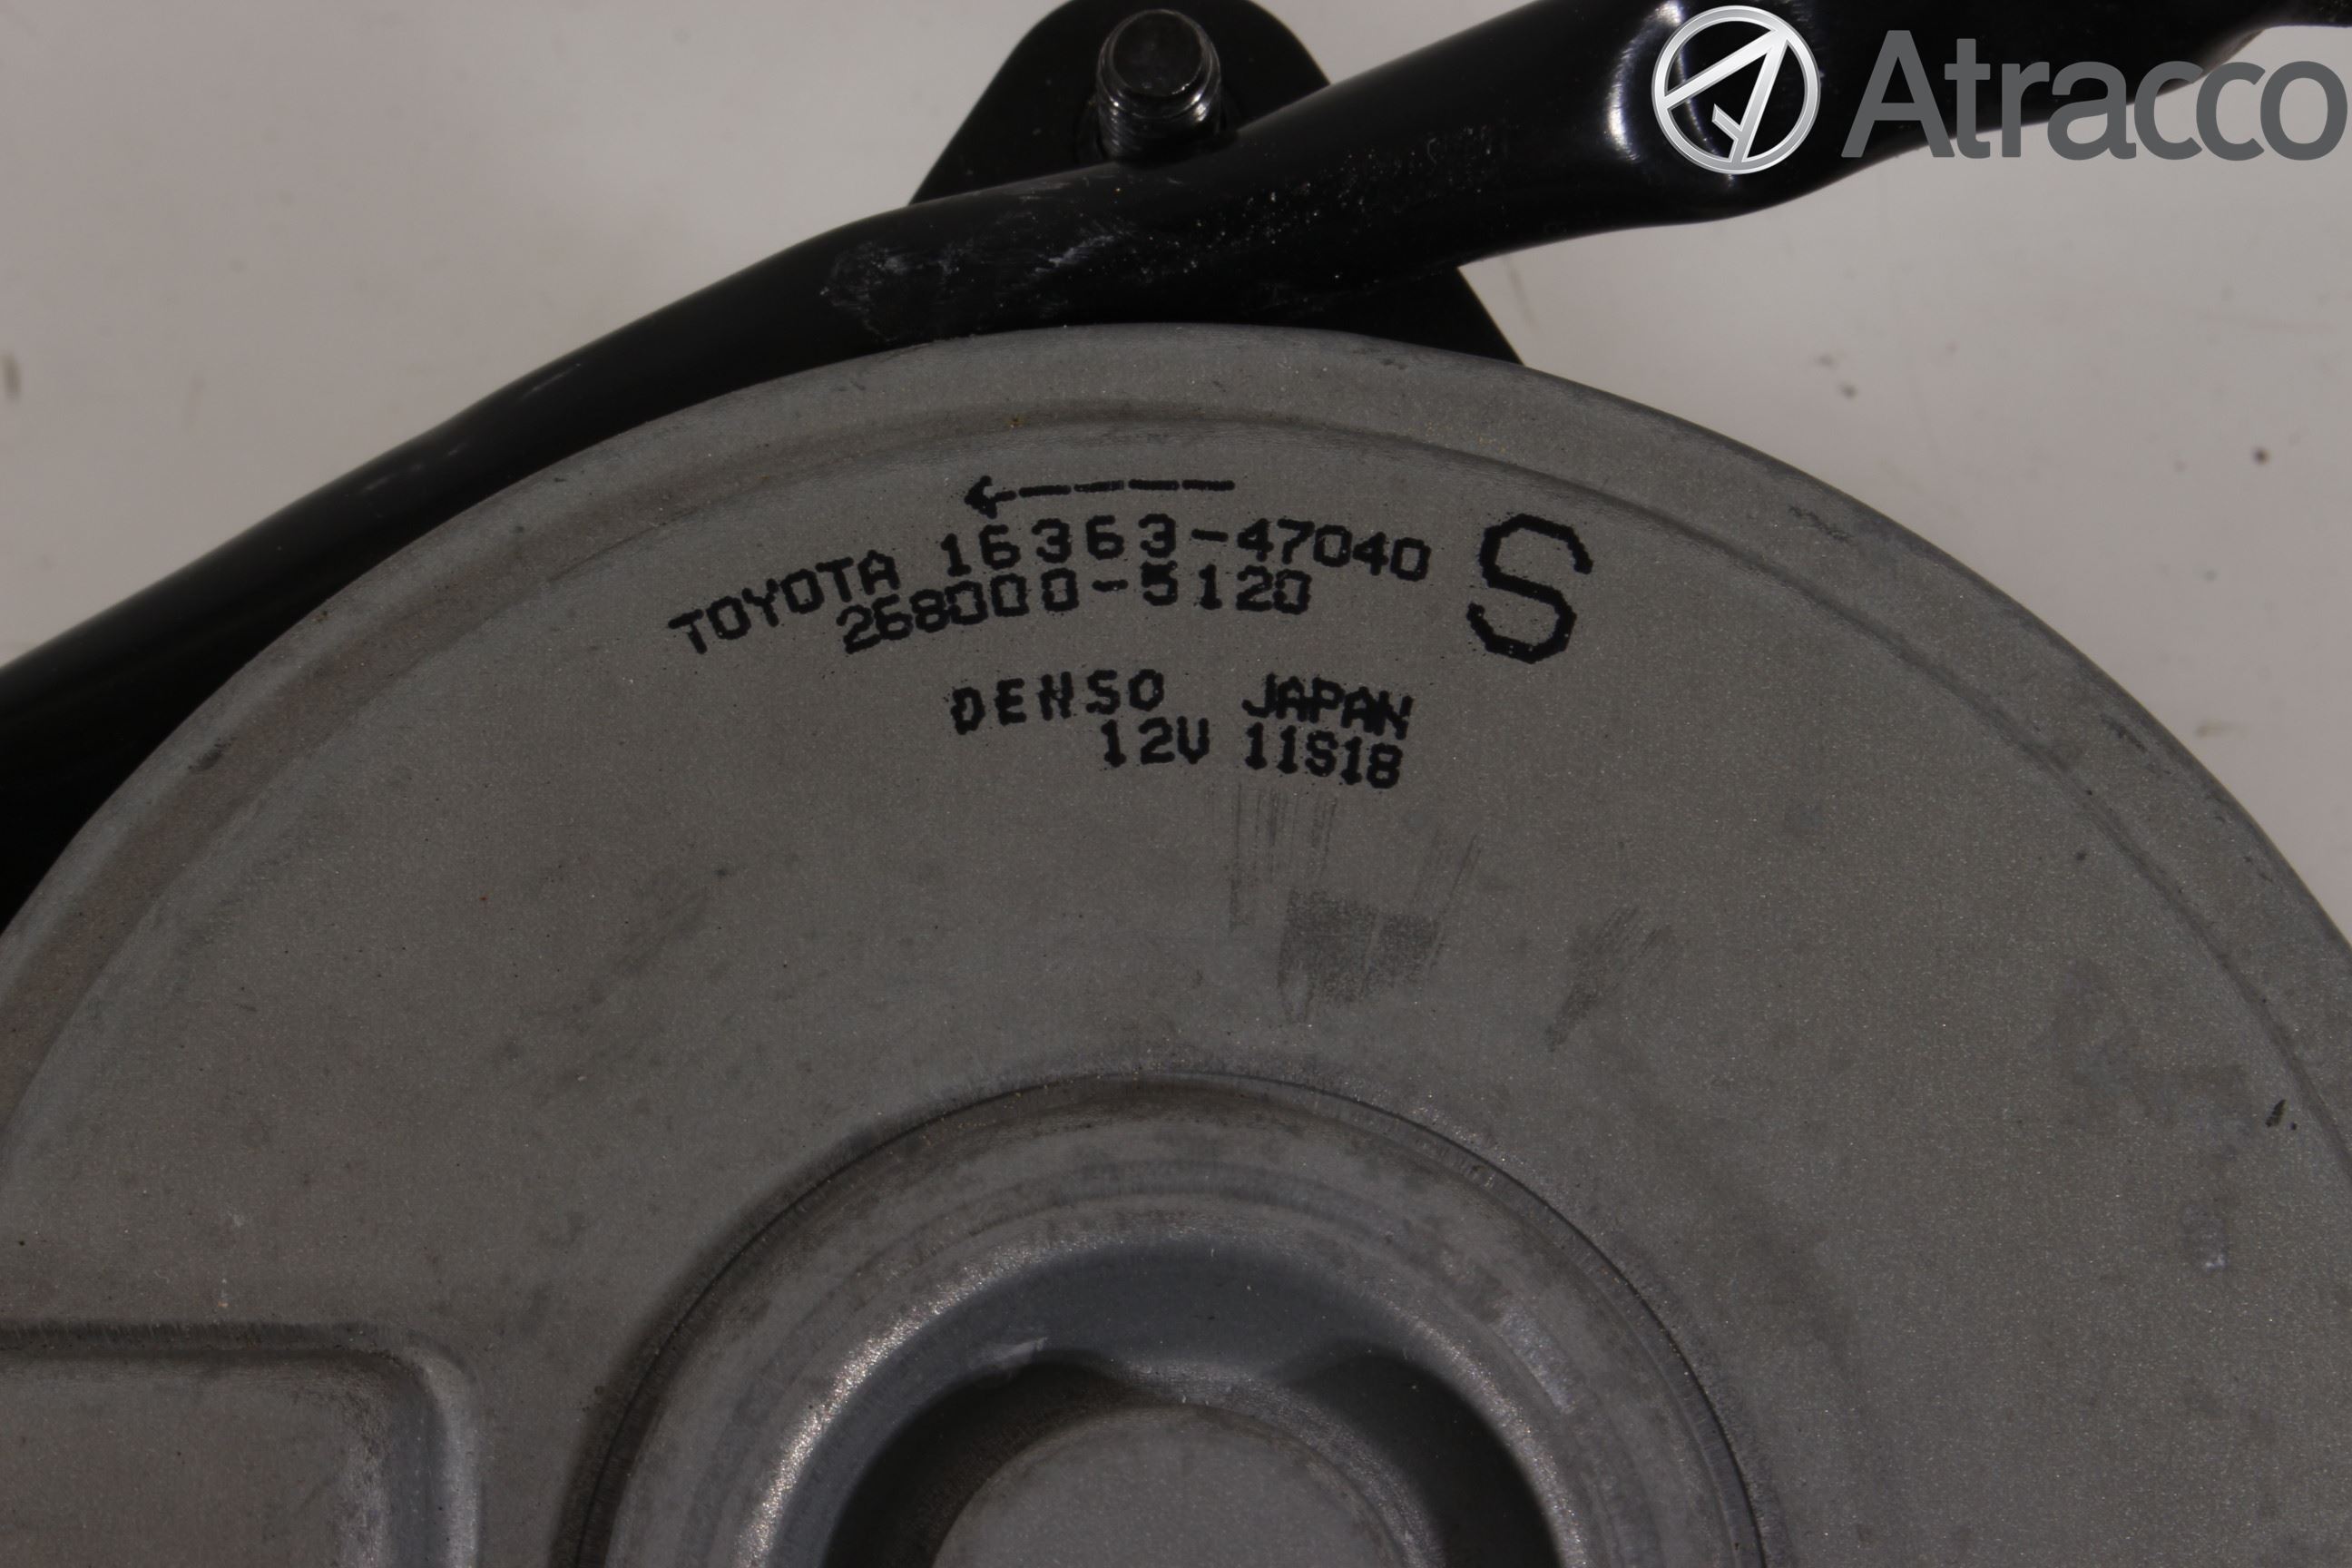 Atracco
TOYOTA 16363-47040 S
268000-5120
DENSO JAPAN
12V 11S18